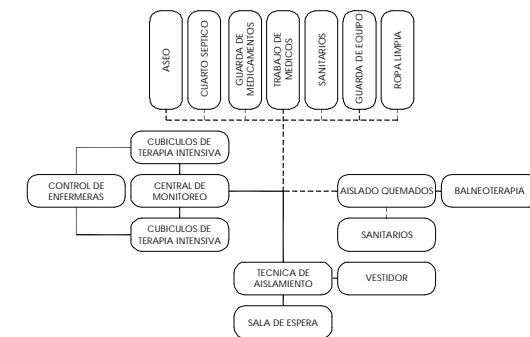 ASEO
CUARTO SEPTICO
GUARDA DE
MEDICAMENTOS
TRABAJO DE
MEDICOS
SANITARIOS
GUARDA DE EQUIPO
ROPA LIMPIA
CUBICULOS DE
TERAPIA INTENSIVA
CONTROL DE
ENFERMERAS
CENTRAL DE
MONITOREO
AISLADO QUEMADOS
BALNEOTERAPIA
CUBICULOS DE
TERAPIA INTENSIVA
SANITARIOS
TECNICA DE
AISLAMIENTO
VESTIDOR
SALA DE ESPERA